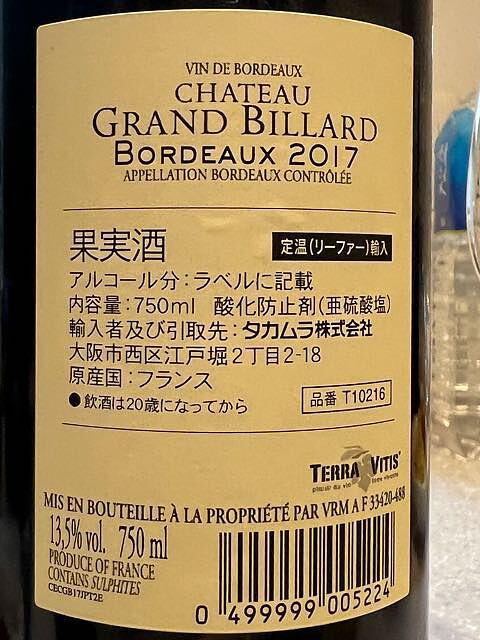 VIN DE BORDEAUX
CHATEAU
GRAND BILLARD
BORDEAUX 2017
APPELLATION BORDEAUX CONTRÔLÉE
果実酒 定温(リーファー)輸入
アルコール分:ラベルに記載
内容量:750ml 酸化防止剤(亜硫酸塩)
輸入者及び引取先:タカムラ株式会社
大阪市西区江戸堀2丁目2-18
原産国:フランス
●飲酒は20歳になってから 品番 T10216
TERRA VITIS
MIS EN BOUTEILLE À LA PROPRIÉTÉ PAR VRM A F 33420-488
13,5% vol. 750 ml
PRODUCE OF FRANCE
CONTAINS SULPHITES
CECGB17JPT2E
0 499999 005224